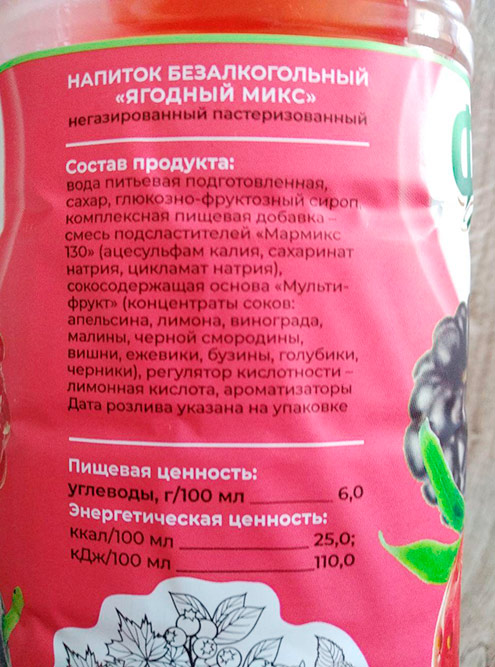 НАПИТОК БЕЗАЛКОГОЛЬНЫЙ
«ЯГОДНЫЙ МИКС»
негазированный пастеризованный
Состав продукта:
вода питьевая подготовленная,
сахар, глюкозно-фруктозный сироп,
комплексная пищевая добавка –
смесь подсластителей «Мармикс
130» (ацесульфам калия, сахаринат
натрия, цикламат натрия),
сокосодержащая основа «Мульти-
фрукт» (концентраты соков:
апельсина, лимона, винограда,
малины, черной смородины,
вишни, ежевики, бузины, голубики,
черники), регулятор кислотности –
лимонная кислота, ароматизаторы
Дата розлива указана на упаковке
Пищевая ценность:
углеводы, г/100 мл 6,0
Энергетическая ценность:
ккал/100 мл 25,0;
кДж/100 мл 110,0